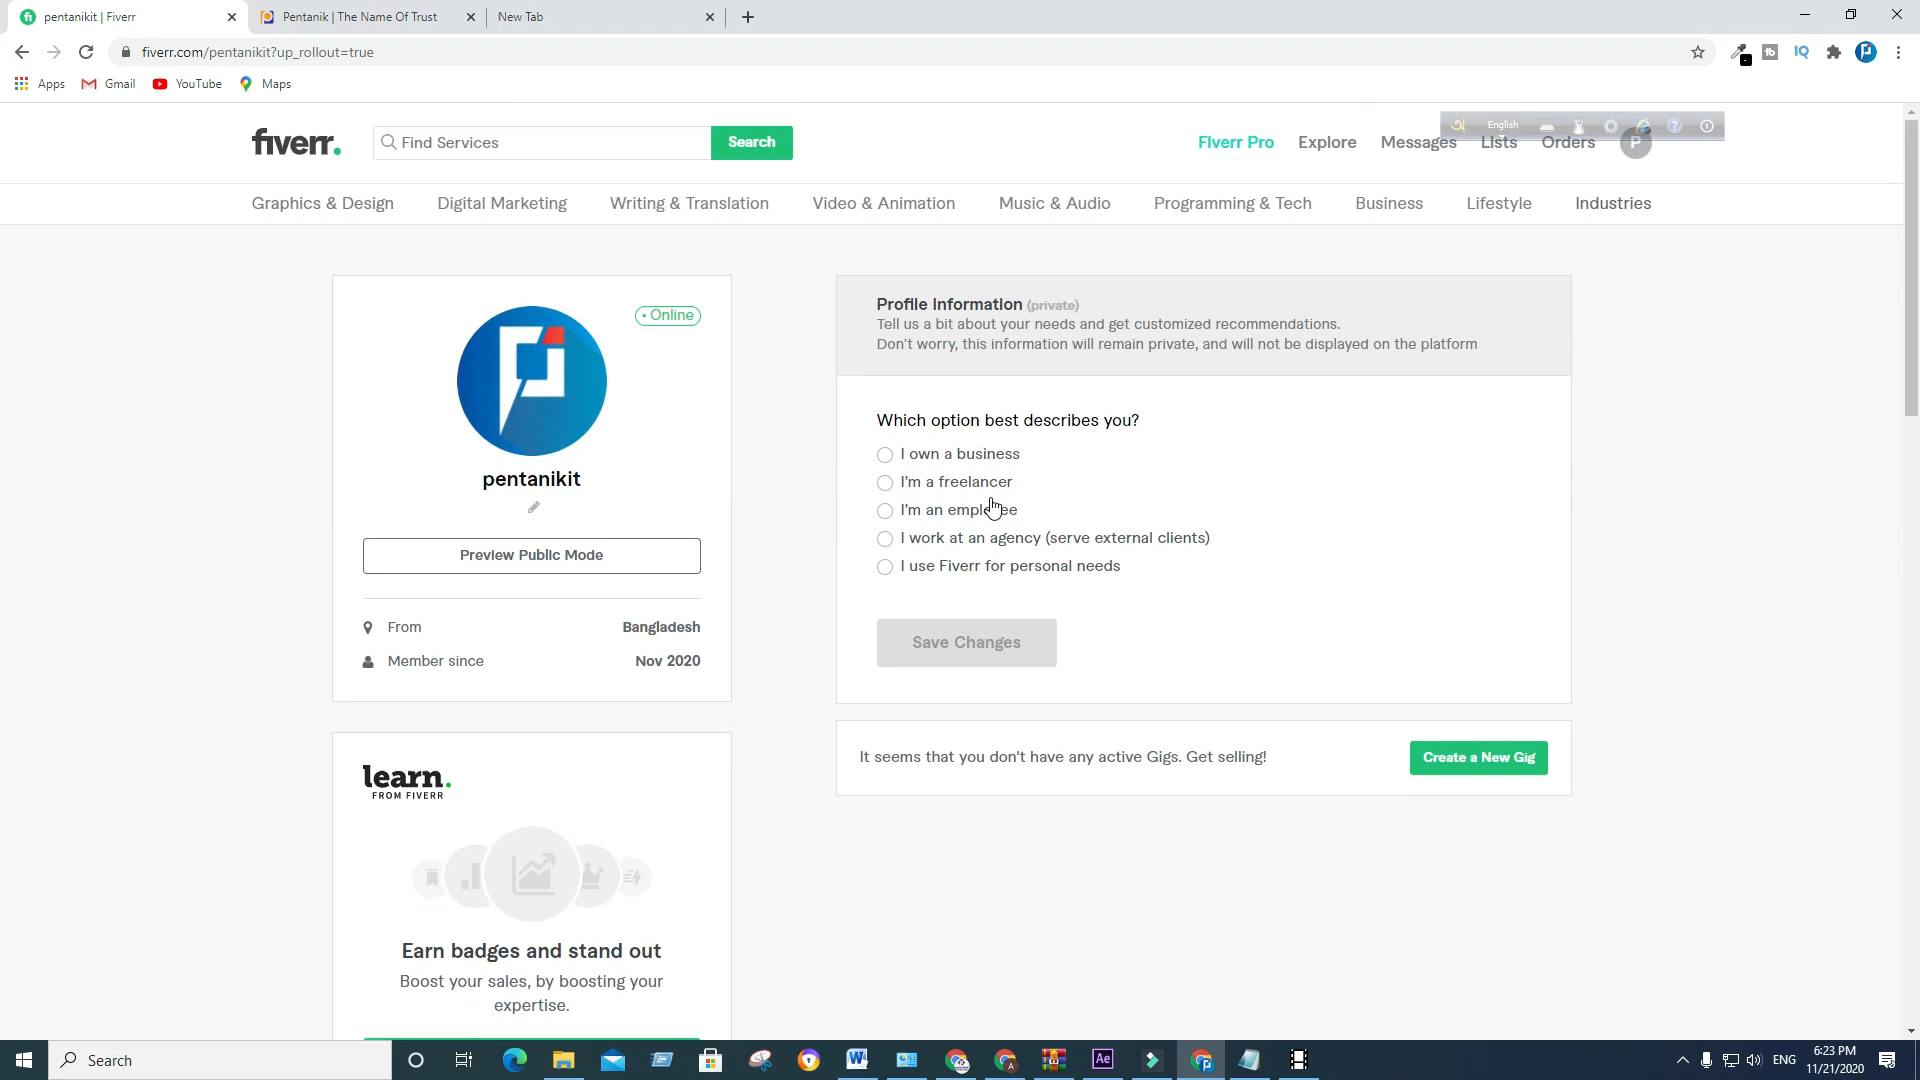 pentanikit | Fiverr
Pentanik | The Name Of Trust
New Tab
fiverr.com/pentanikit?up_rollout=true
Apps
Gmail
YouTube
Maps
fiverr.
Find Services
Search
Fiverr Pro
Explore
Messages
Lists
Orders
P
English
Graphics & Design
Digital Marketing
Writing & Translation
Video & Animation
Music & Audio
Programming & Tech
Business
Lifestyle
Industries
• Online
pentanikit
Preview Public Mode
From
Bangladesh
Member since
Nov 2020
Profile Information (private)
Tell us a bit about your needs and get customized recommendations.
Don't worry, this information will remain private, and will not be displayed on the platform
Which option best describes you?
I own a business
I'm a freelancer
I'm an employee
I work at an agency (serve external clients)
I use Fiverr for personal needs
Save Changes
It seems that you don't have any active Gigs. Get selling!
Create a New Gig
learn.
FROM FIVERR
Earn badges and stand out
Boost your sales, by boosting your
expertise.
Search
ENG
6:23 PM
11/21/2020